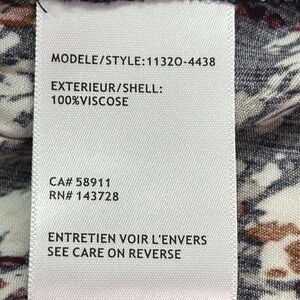 MODELE/STYLE:11320-4438
EXTERIEUR/SHELL:
100%VISCOSE
CA# 58911
RN# 143728
ENTRETIEN VOIR L'ENVERS
SEE CARE ON REVERSE